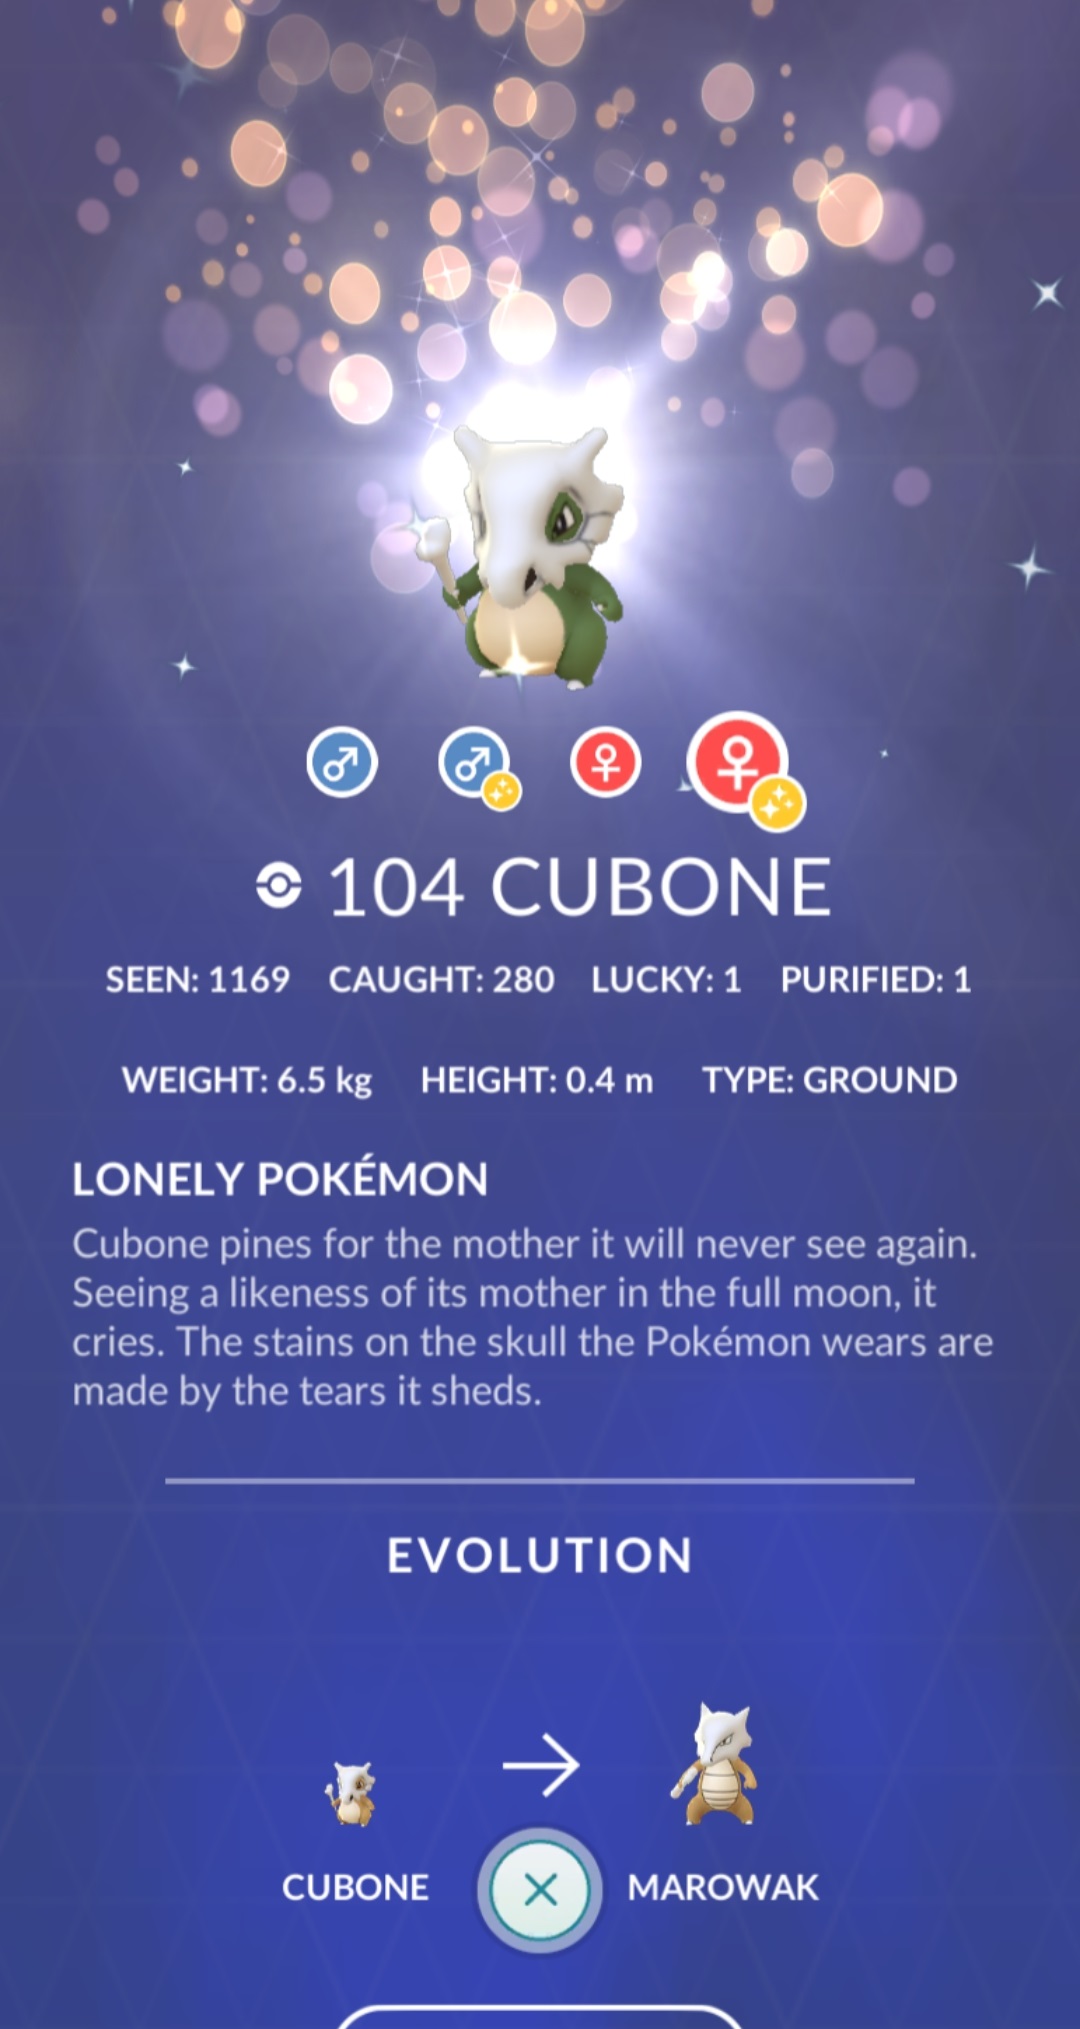 104 CUBONE
SEEN: 1169 CAUGHT: 280 LUCKY: 1 PURIFIED: 1
WEIGHT: 6.5 kg HEIGHT: 0.4 m TYPE: GROUND
LONELY POKÉMON
Cubone pines for the mother it will never see again.
Seeing a likeness of its mother in the full moon, it
cries. The stains on the skull the Pokémon wears are
made by the tears it sheds.
EVOLUTION
CUBONE MAROWAK